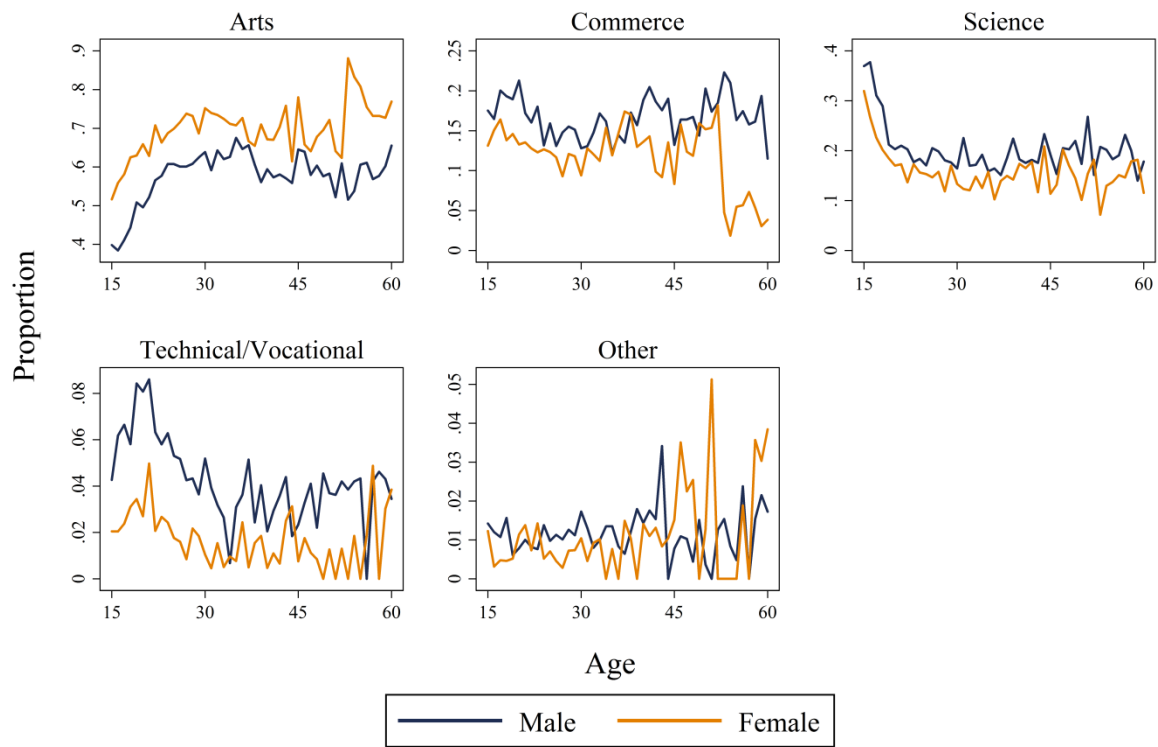 Arts
Commerce
Science
.4 .5 .6 .7 .8 .9
0 .05 .1 .15 .2 .25
0 .1 .2 .3 .4
15 30 45 60
15 30 45 60
15 30 45 60
Proportion
Technical/Vocational
Other
0 .02 .04 .06 .08
0 .01 .02 .03 .04 .05
15 30 45 60
15 30 45 60
Age
Male
Female